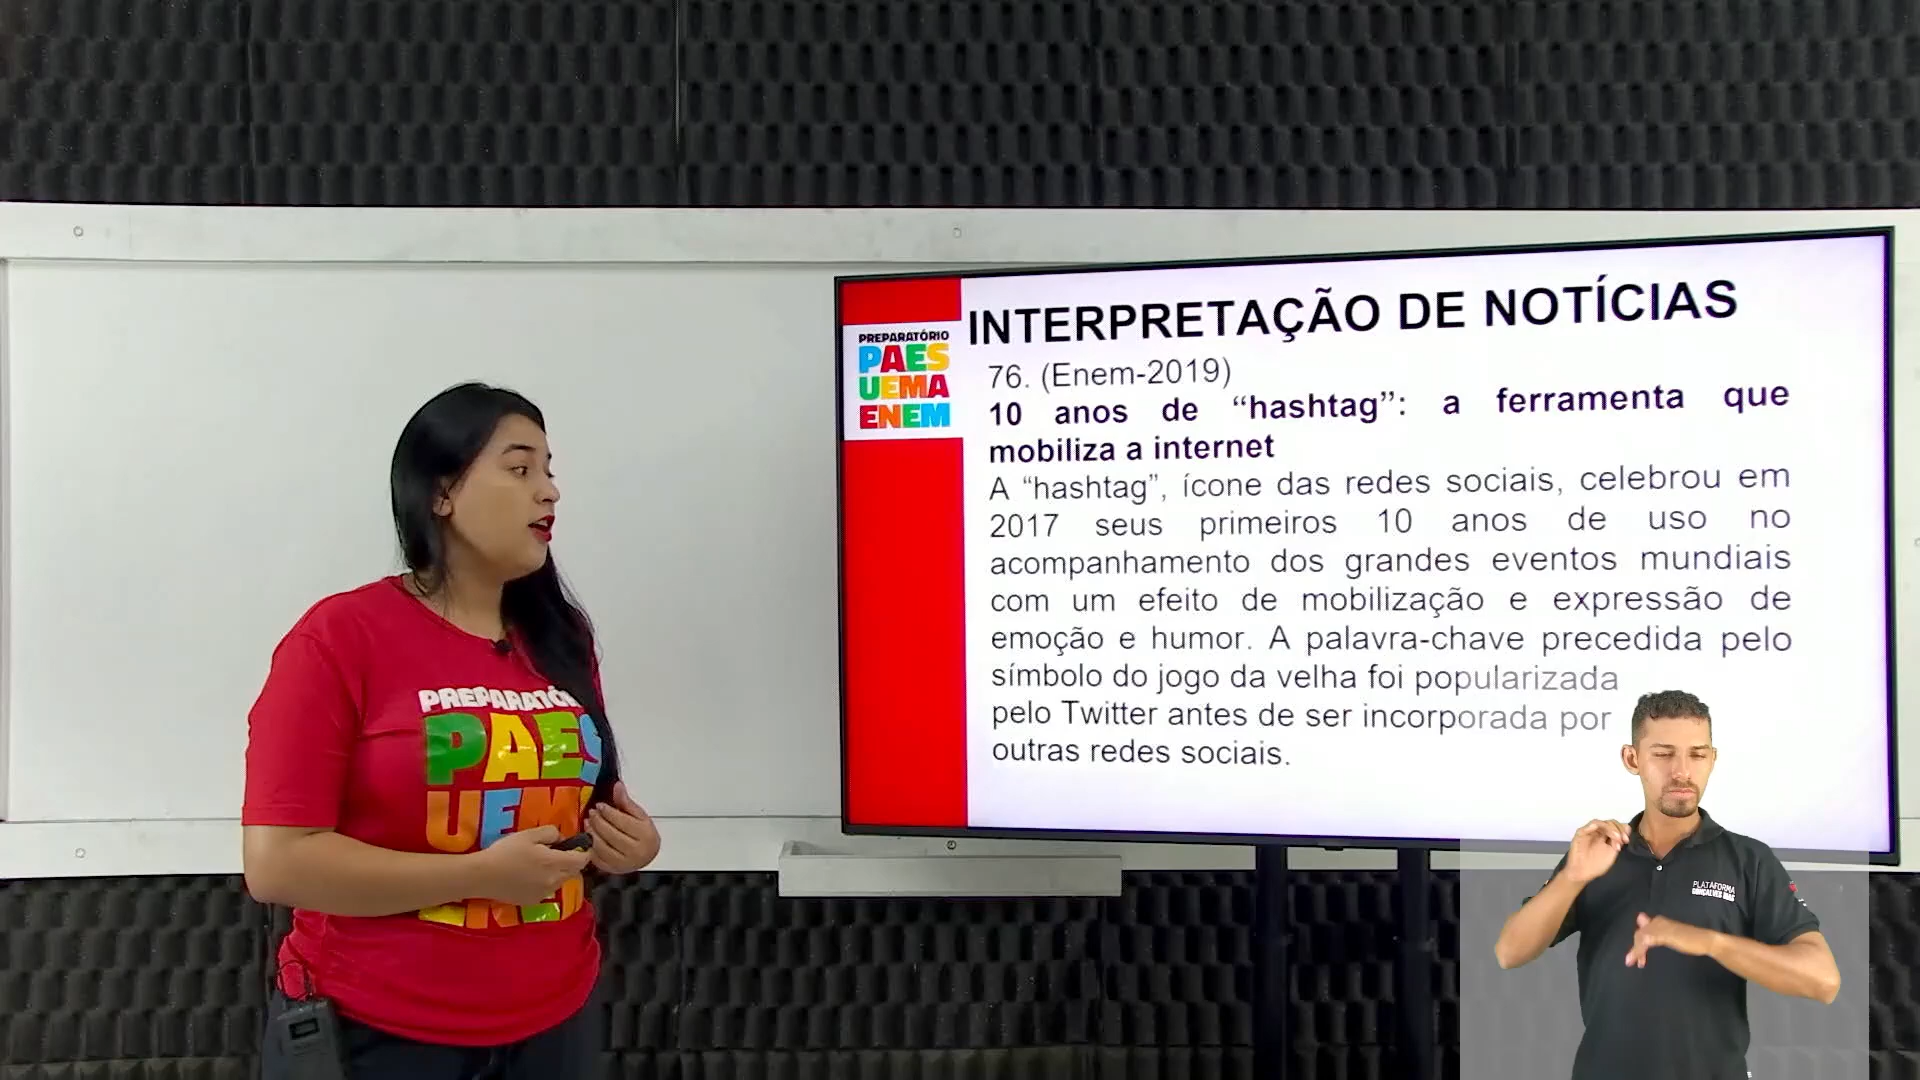 INTERPRETAÇÃO DE NOTÍCIAS
PREPARATÓRIO
PAES
UEMA
ENEM
76. (Enem-2019)
10 anos de “hashtag”: a ferramenta que
mobiliza a internet
A “hashtag”, ícone das redes sociais, celebrou em
2017 seus primeiros 10 anos de uso no
acompanhamento dos grandes eventos mundiais
com um efeito de mobilização e expressão de
emoção e humor. A palavra-chave precedida pelo
símbolo do jogo da velha foi popularizada
pelo Twitter antes de ser incorporada por
outras redes sociais.
PREPARATÓ
PAES
UEM
ENEM
PLATAFORMA
GONÇALVES DIAS